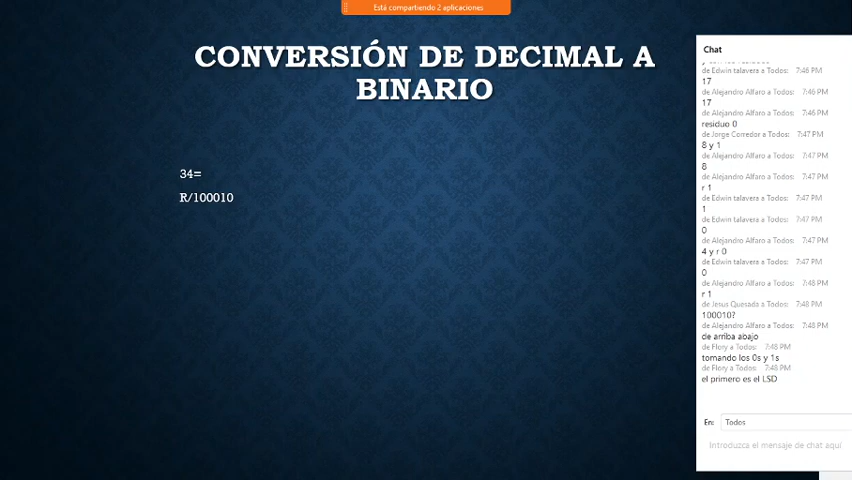 Está compartiendo 2 aplicaciones
CONVERSIÓN DE DECIMAL A
BINARIO
34=
R/100010
Chat
de Edwin talavera a Todos: 7:46 PM
17
de Alejandro Alfaro a Todos: 7:46 PM
17
de Alejandro Alfaro a Todos: 7:46 PM
residuo 0
de Jorge Corredor a Todos: 7:47 PM
8 y 1
de Alejandro Alfaro a Todos: 7:47 PM
8
de Alejandro Alfaro a Todos: 7:47 PM
r 1
de Edwin talavera a Todos: 7:47 PM
1
de Edwin talavera a Todos: 7:47 PM
0
de Alejandro Alfaro a Todos: 7:47 PM
4 y r 0
de Edwin talavera a Todos: 7:47 PM
0
de Alejandro Alfaro a Todos: 7:48 PM
r 1
de Jesus Quesada a Todos: 7:48 PM
100010?
de Alejandro Alfaro a Todos: 7:48 PM
de arriba abajo
de Flory a Todos: 7:48 PM
tomando los 0s y 1s
de Flory a Todos: 7:48 PM
el primero es el LSD
En: Todos
Introduzca el mensaje de chat aquí